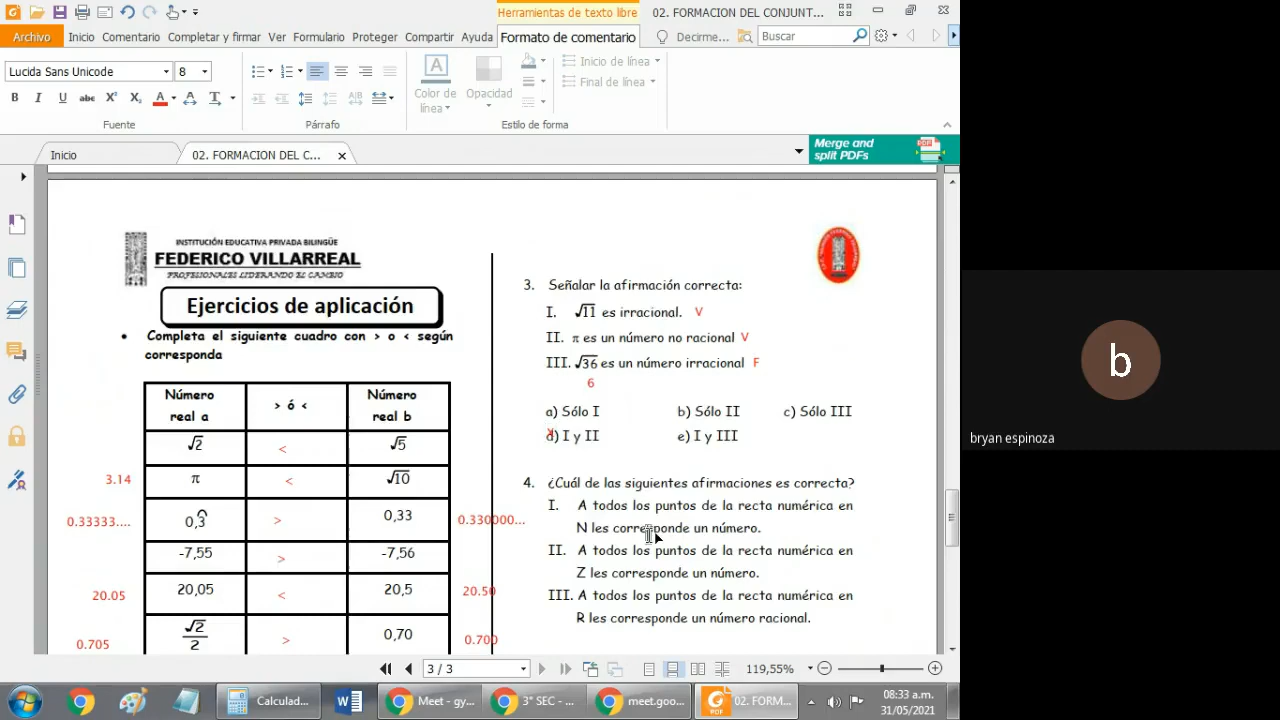 Herramientas de texto libre
02. FORMACION DEL CONJUNT...
Archivo Inicio Comentario Completar y firmar Ver Formulario Proteger Compartir Ayuda Formato de comentario Decirme... Buscar
Lucida Sans Unicode 8
Color de línea
Opacidad
Inicio de línea
Final de línea
Fuente Párrafo Estilo de forma
Inicio
02. FORMACION DEL C...
Merge and
split PDFs
INSTITUCIÓN EDUCATIVA PRIVADA BILINGÜE
FEDERICO VILLARREAL
PROFESIONALES LIDERANDO EL CAMBIO
Ejercicios de aplicación
• Completa el siguiente cuadro con > o < según
corresponda
Número real a > ó < Número real b
√2 < √5
3.14 π < √10
0.33333.... 0,3 > 0,33 0.330000...
-7,55 > -7,56
20.05 20,05 < 20,5 20.50
0.705 √2/2 > 0,70 0.700
3. Señalar la afirmación correcta:
I. √11 es irracional. V
II. π es un número no racional V
III. √36 es un número irracional F
6
a) Sólo I b) Sólo II c) Sólo III
d) I y II e) I y III
4. ¿Cuál de las siguientes afirmaciones es correcta?
I. A todos los puntos de la recta numérica en
N les corresponde un número.
II. A todos los puntos de la recta numérica en
Z les corresponde un número.
III. A todos los puntos de la recta numérica en
R les corresponde un número racional.
3 / 3
119,55%
b
bryan espinoza
Calculad...
Meet - gy...
3° SEC - ...
meet.goo...
02. FORM...
08:33 a.m.
31/05/2021